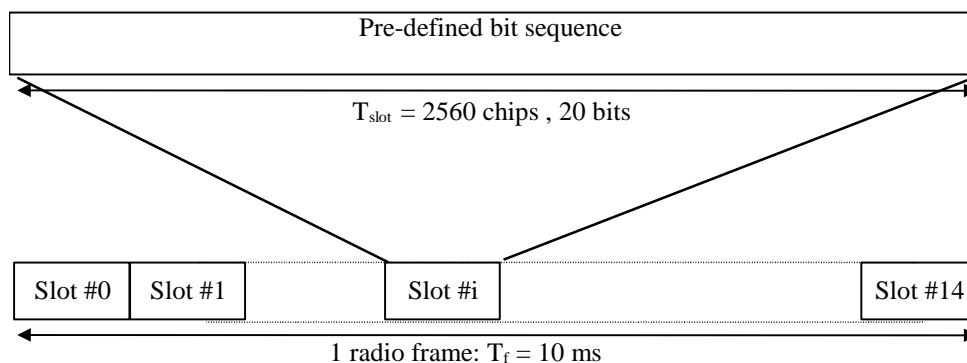 Pre-defined bit sequence
Tslot = 2560 chips , 20 bits
Slot #0 Slot #1 Slot #i Slot #14
1 radio frame: Tf = 10 ms